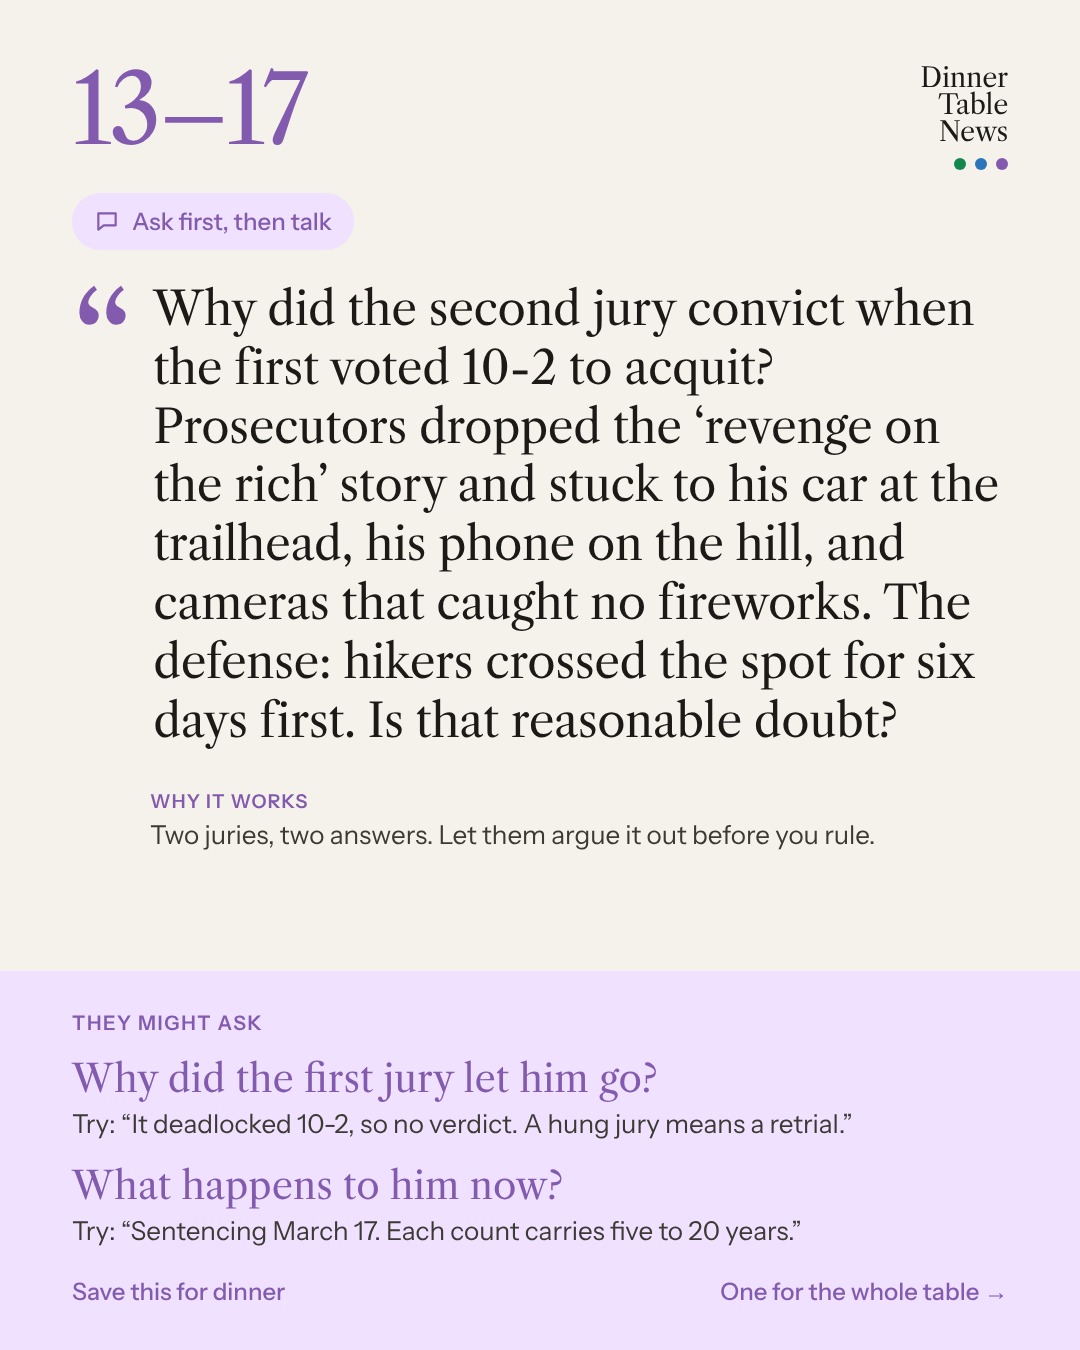 13–17
Dinner
Table
News
Ask first, then talk
“Why did the second jury convict when
the first voted 10-2 to acquit?
Prosecutors dropped the ‘revenge on
the rich’ story and stuck to his car at the
trailhead, his phone on the hill, and
cameras that caught no fireworks. The
defense: hikers crossed the spot for six
days first. Is that reasonable doubt?
WHY IT WORKS
Two juries, two answers. Let them argue it out before you rule.
THEY MIGHT ASK
Why did the first jury let him go?
Try: “It deadlocked 10-2, so no verdict. A hung jury means a retrial.”
What happens to him now?
Try: “Sentencing March 17. Each count carries five to 20 years.”
Save this for dinner
One for the whole table →